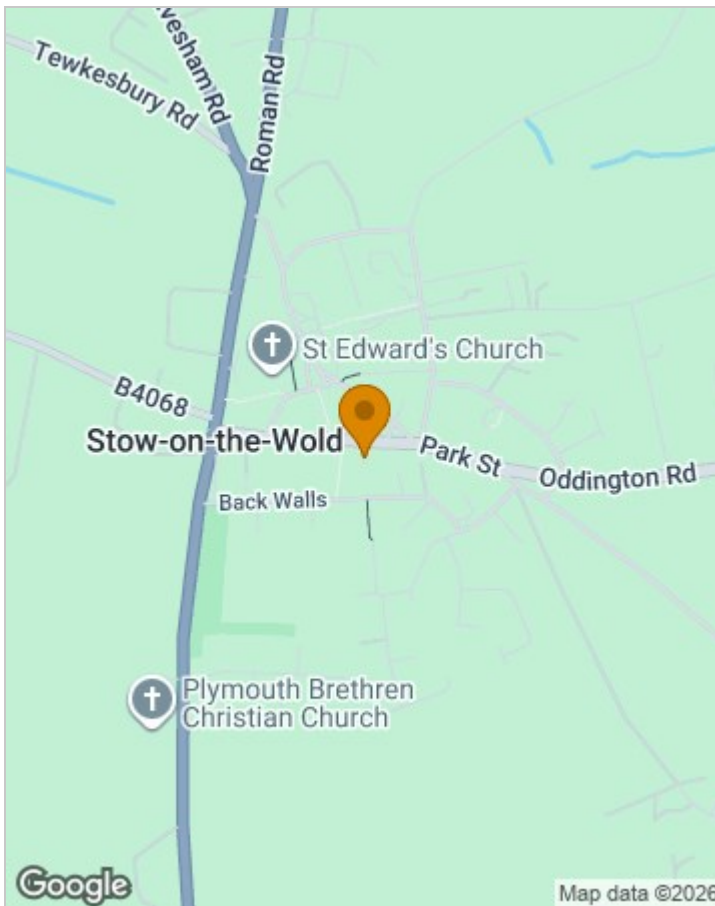 Evesham Rd
Tewkesbury Rd
Roman Rd
St Edward's Church
B4068
Stow-on-the-Wold
Park St
Oddington Rd
Back Walls
Plymouth Brethren
Christian Church
Google
Map data ©2026